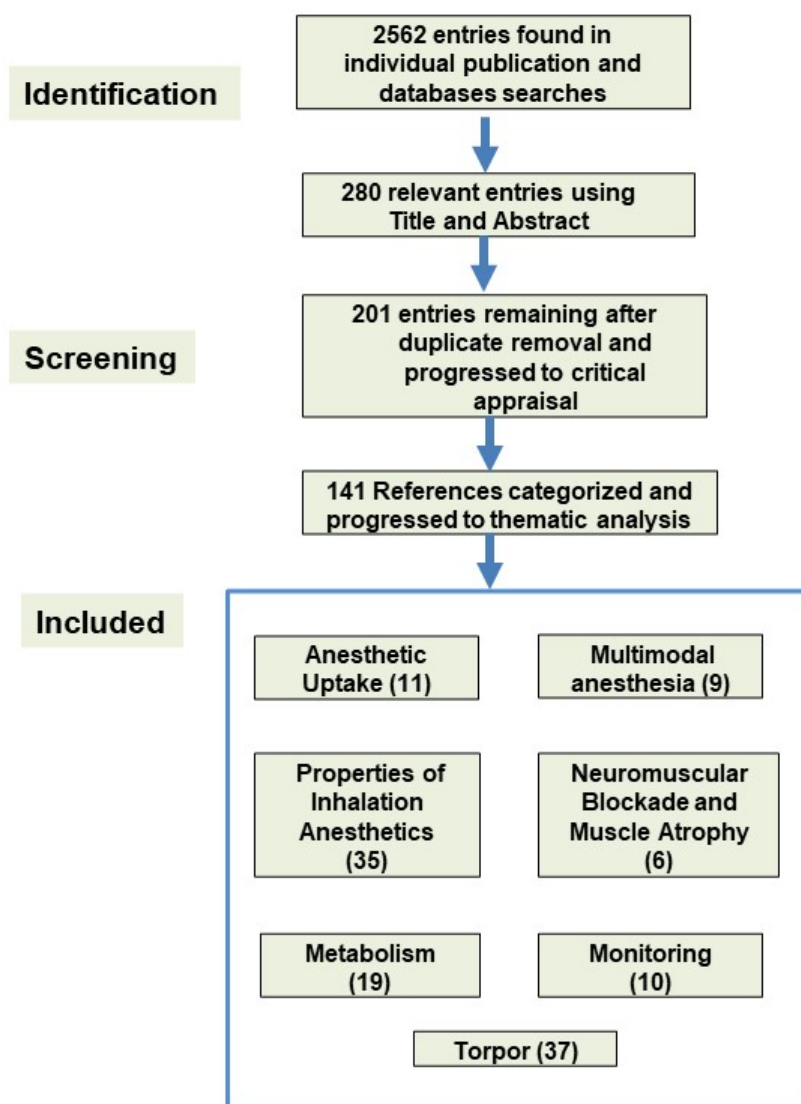 2562 entries found in
individual publication and
databases searches
Identification
280 relevant entries using
Title and Abstract
201 entries remaining after
duplicate removal and
progressed to critical
appraisal
Screening
141 References categorized and
progressed to thematic analysis
Included
Anesthetic
Uptake (11)
Multimodal
anesthesia (9)
Properties of
Inhalation
Anesthetics
(35)
Neuromuscular
Blockade and
Muscle Atrophy
(6)
Metabolism
(19)
Monitoring
(10)
Torpor (37)